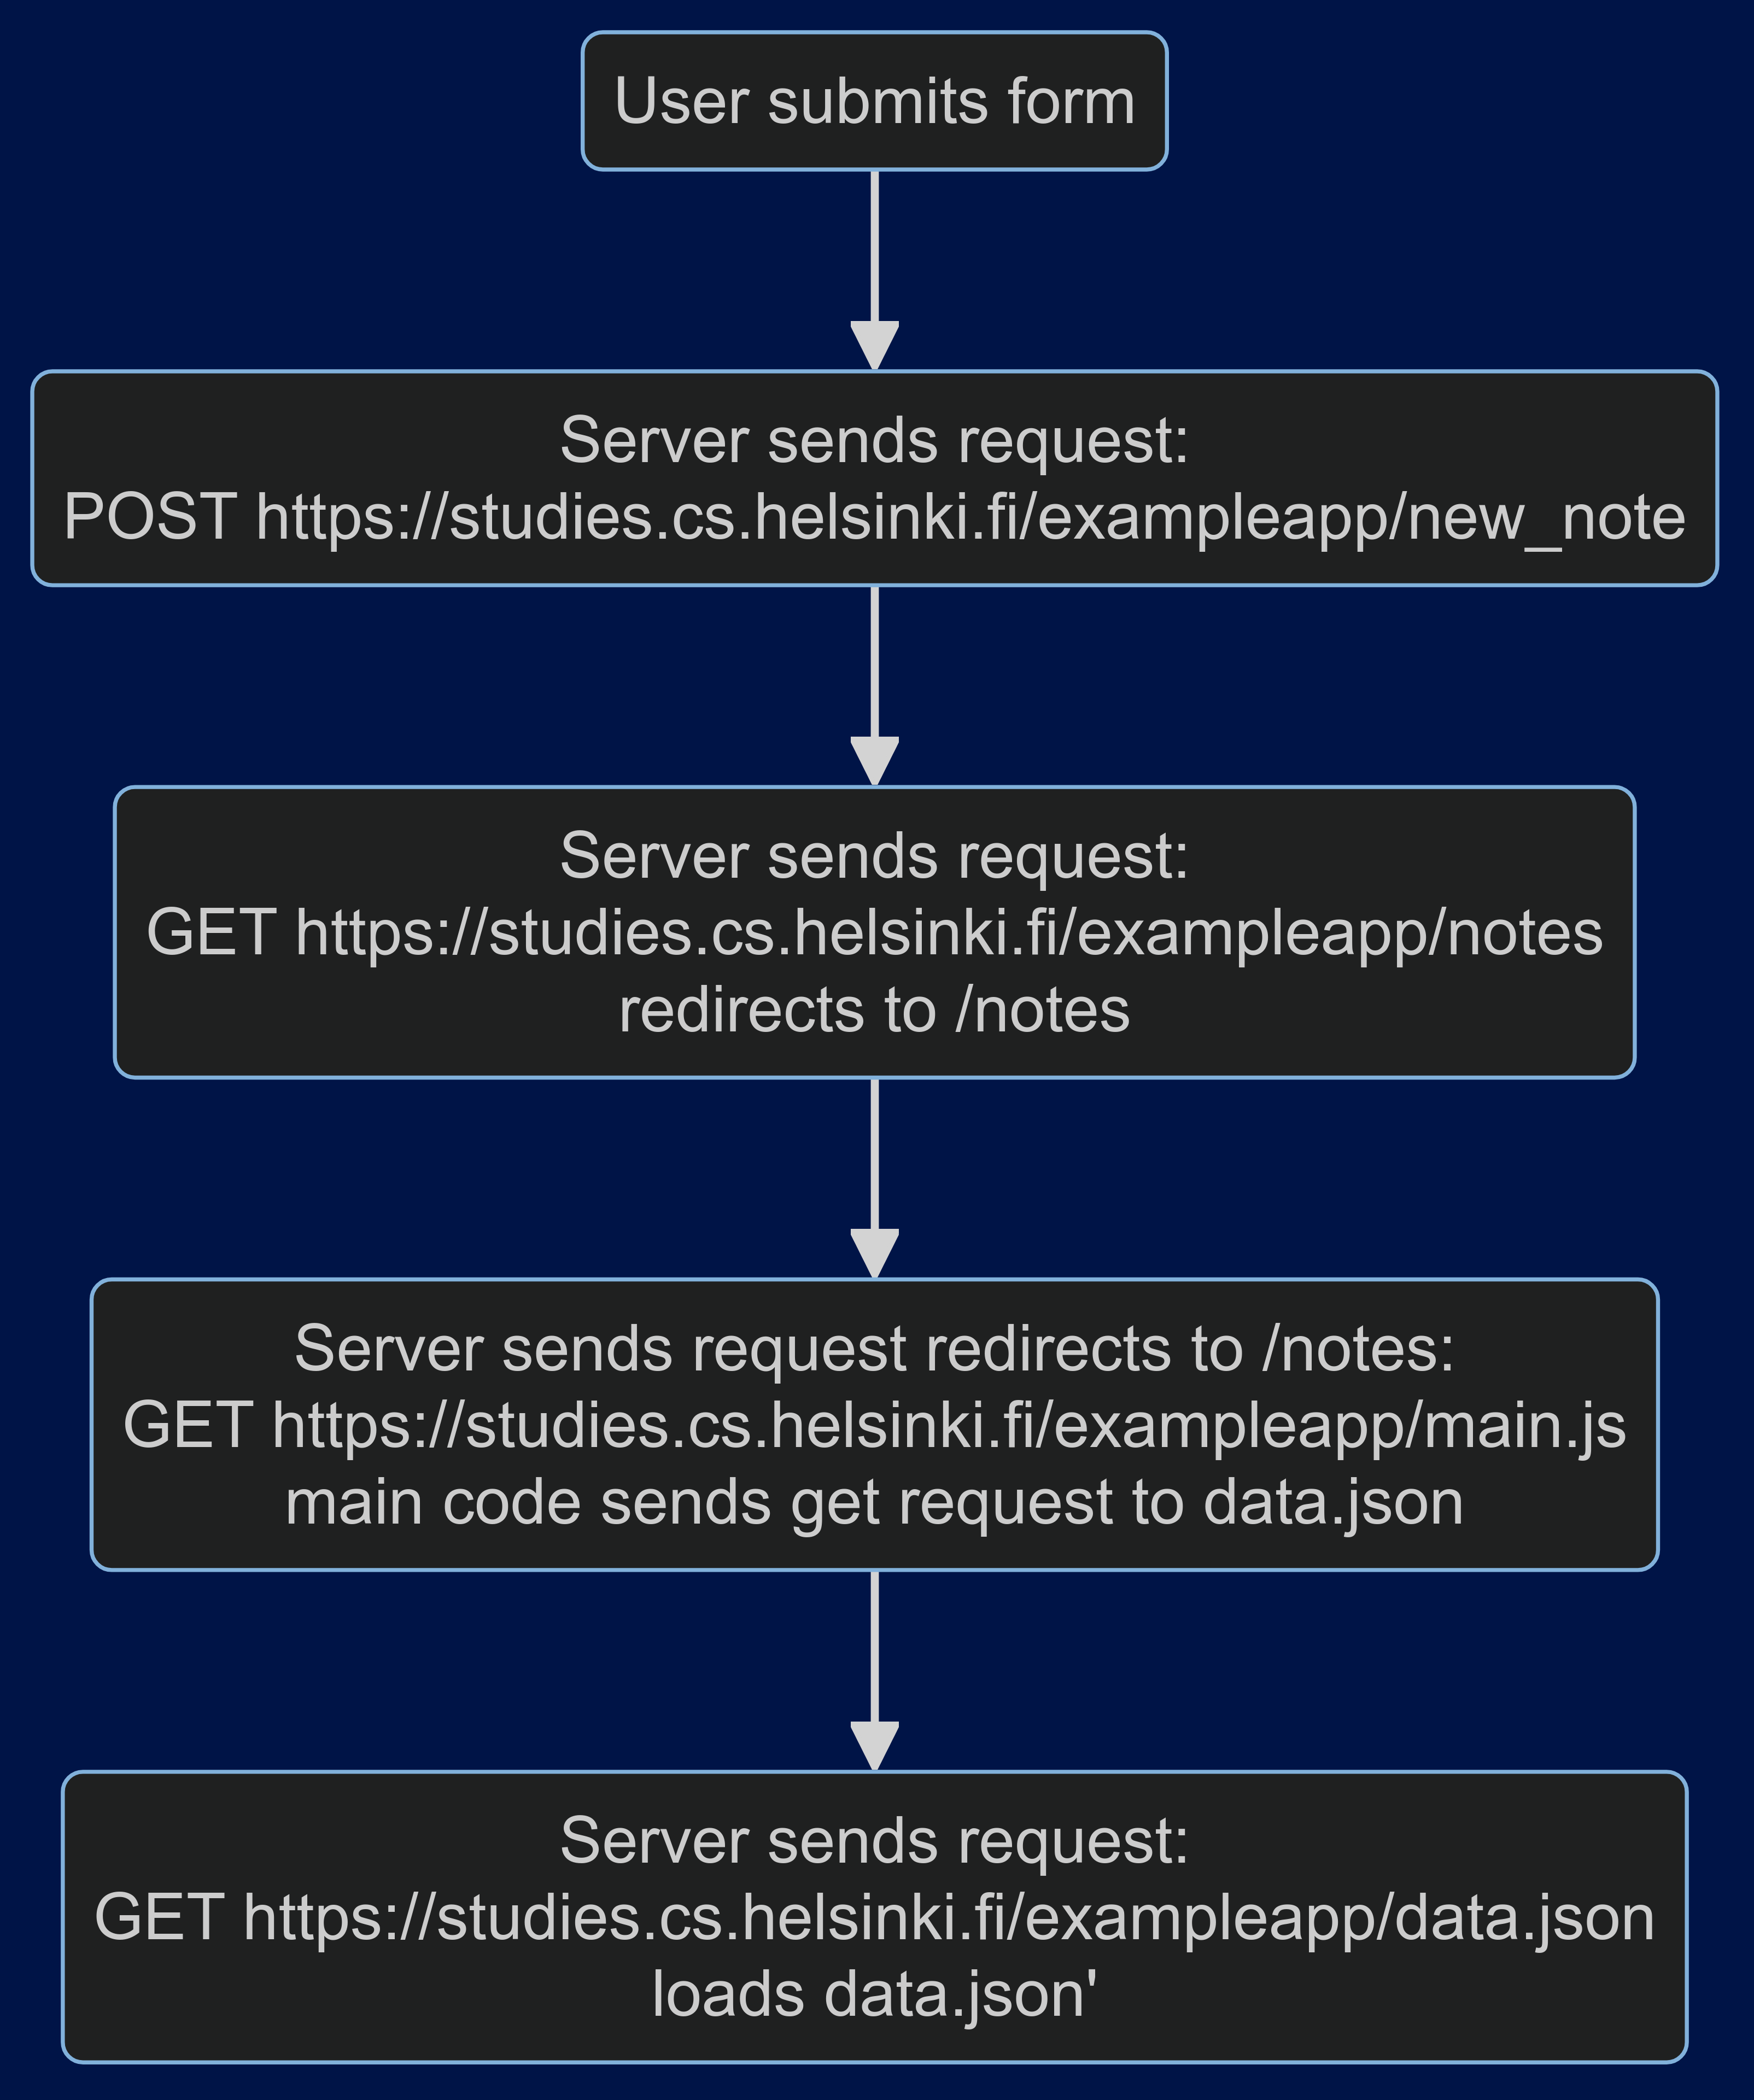 User submits form
Server sends request:
POST https://studies.cs.helsinki.fi/exampleapp/new_note
Server sends request:
GET https://studies.cs.helsinki.fi/exampleapp/notes
redirects to /notes
Server sends request redirects to /notes:
GET https://studies.cs.helsinki.fi/exampleapp/main.js
main code sends get request to data.json
Server sends request:
GET https://studies.cs.helsinki.fi/exampleapp/data.json
loads data.json'